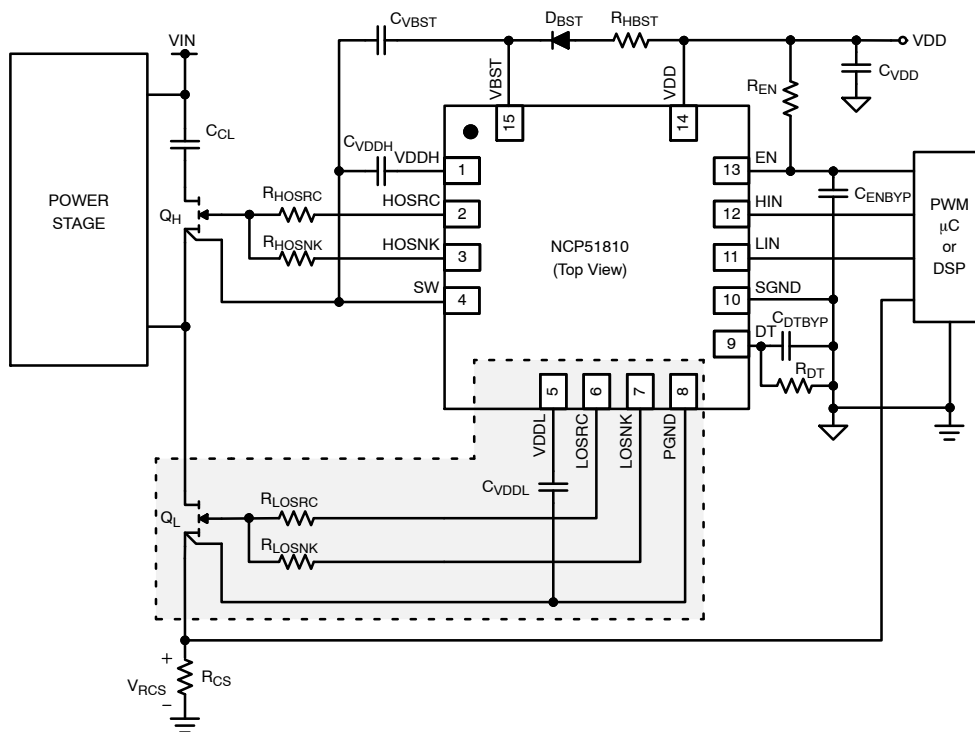 CVBST
DBST
RHBST
VDD
VIN
CVDD
REN
VBST
VDD
15
14
CCL
CVDDH
VDDH
1
13
EN
CENBYP
POWER
STAGE
QH
RHOSRC
HOSRC
2
12
HIN
PWM
µC
or
DSP
RHOSNK
HOSNK
3
NCP51810
(Top View)
11
LIN
SW
4
10
SGND
9
DT
CDTBYP
RDT
5
6
7
8
VDDL
LOSRC
LOSNK
PGND
CVDDL
QL
RLOSRC
RLOSNK
+
VRCS
RCS
–